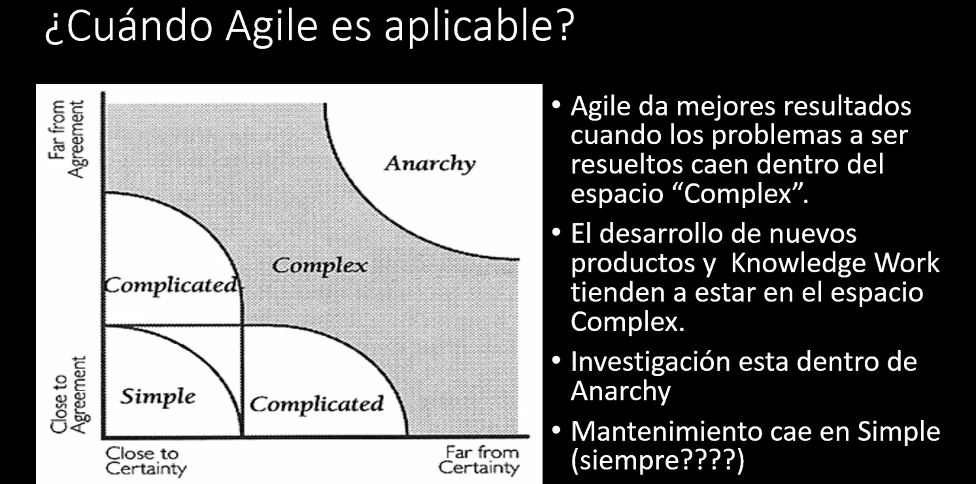 ¿Cuándo Agile es aplicable?
Far from
Agreement
Anarchy
Complex
Complicated
Simple
Complicated
Close to
Agreement
Close to
Certainty
Far from
Certainty
• Agile da mejores resultados
cuando los problemas a ser
resueltos caen dentro del
espacio “Complex”.
• El desarrollo de nuevos
productos y  Knowledge Work
tienden a estar en el espacio
Complex.
• Investigación esta dentro de
Anarchy
• Mantenimiento cae en Simple
(siempre????)